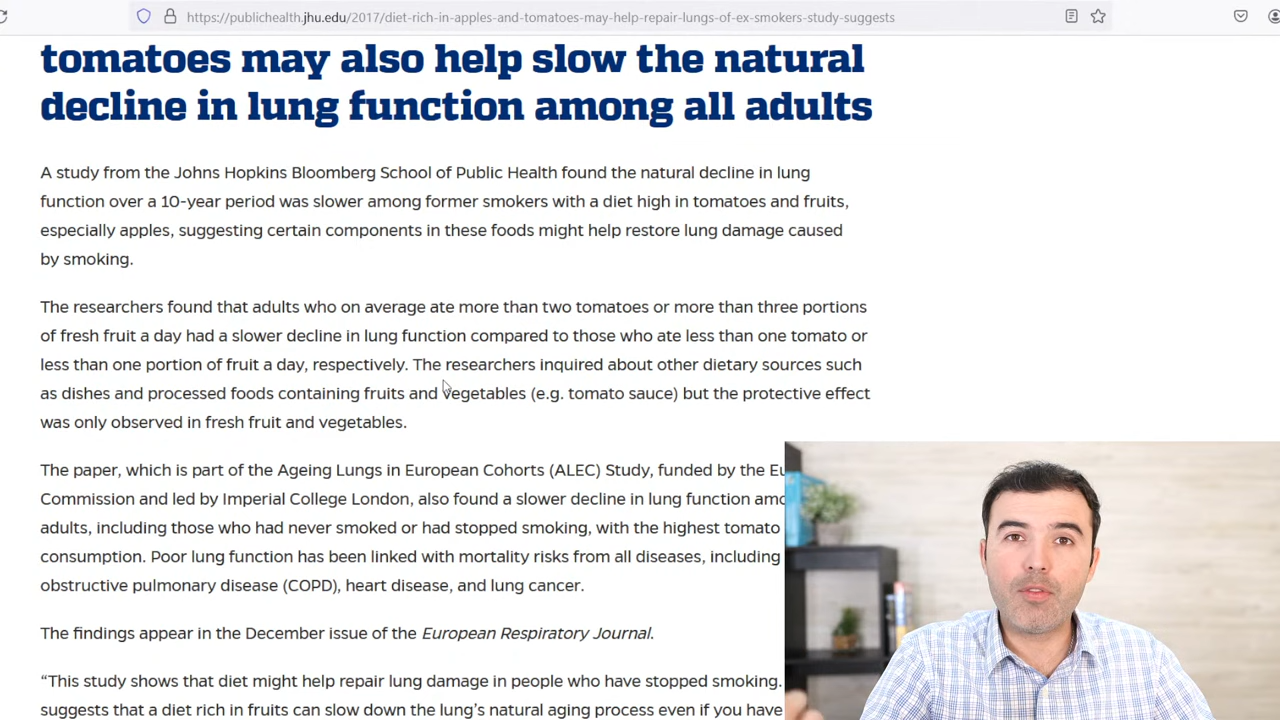 https://publichealth.jhu.edu/2017/diet-rich-in-apples-and-tomatoes-may-help-repair-lungs-of-ex-smokers-study-suggests
tomatoes may also help slow the natural
decline in lung function among all adults
A study from the Johns Hopkins Bloomberg School of Public Health found the natural decline in lung
function over a 10-year period was slower among former smokers with a diet high in tomatoes and fruits,
especially apples, suggesting certain components in these foods might help restore lung damage caused
by smoking.
The researchers found that adults who on average ate more than two tomatoes or more than three portions
of fresh fruit a day had a slower decline in lung function compared to those who ate less than one tomato or
less than one portion of fruit a day, respectively. The researchers inquired about other dietary sources such
as dishes and processed foods containing fruits and vegetables (e.g. tomato sauce) but the protective effect
was only observed in fresh fruit and vegetables.
The paper, which is part of the Ageing Lungs in European Cohorts (ALEC) Study, funded by the
Commission and led by Imperial College London, also found a slower decline in lung function
adults, including those who had never smoked or had stopped smoking, with the highest tomato
consumption. Poor lung function has been linked with mortality risks from all diseases, including
obstructive pulmonary disease (COPD), heart disease, and lung cancer.
The findings appear in the December issue of the European Respiratory Journal.
“This study shows that diet might help repair lung damage in people who have stopped smoking.
suggests that a diet rich in fruits can slow down the lung’s natural aging process even if you have